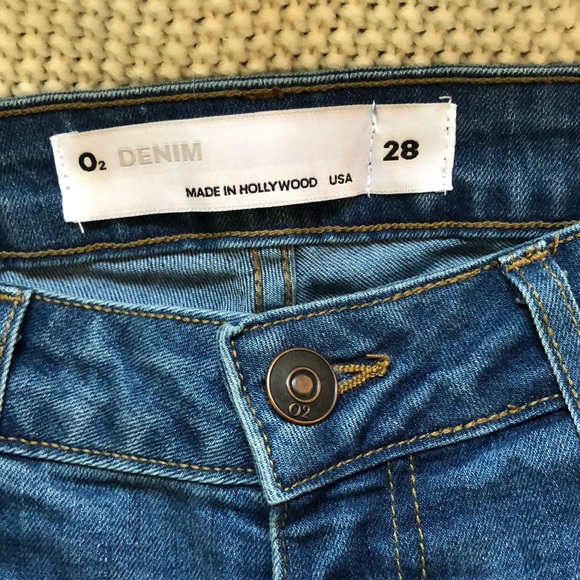 O2 DENIM
28
MADE IN HOLLYWOOD USA
O2